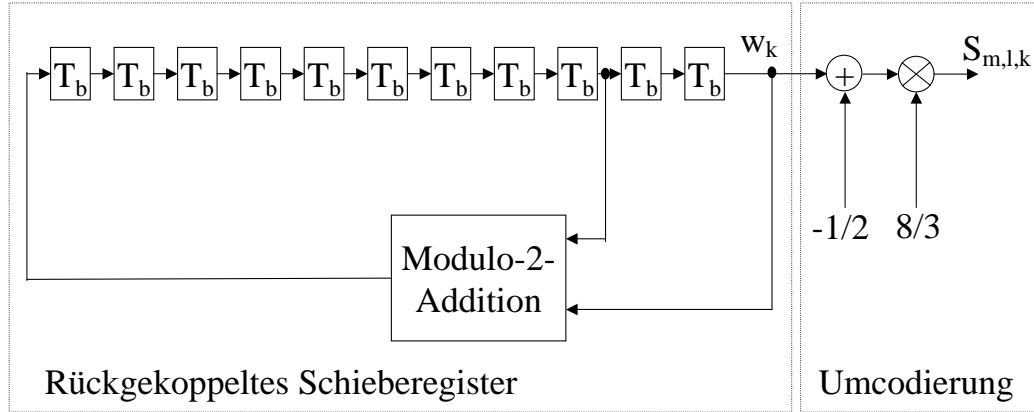 w_k
S_m,l,k
T_b T_b T_b T_b T_b T_b T_b T_b T_b T_b T_b
+
-1/2 8/3
Modulo-2-
Addition
Rückgekoppeltes Schieberegister
Umcodierung